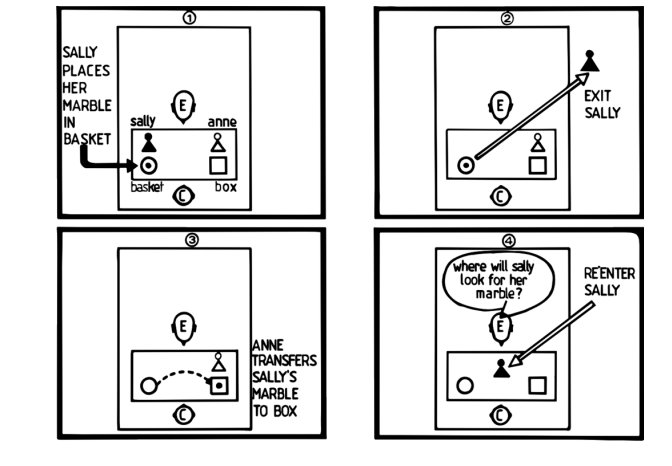 ①
SALLY
PLACES
HER
MARBLE
IN
BASKET
E
sally anne
basket box
C
②
E
EXIT
SALLY
C
③
E
ANNE
TRANSFERS
SALLY'S
MARBLE
TO BOX
C
④
where will sally
look for her
marble?
RE'ENTER
SALLY
E
C